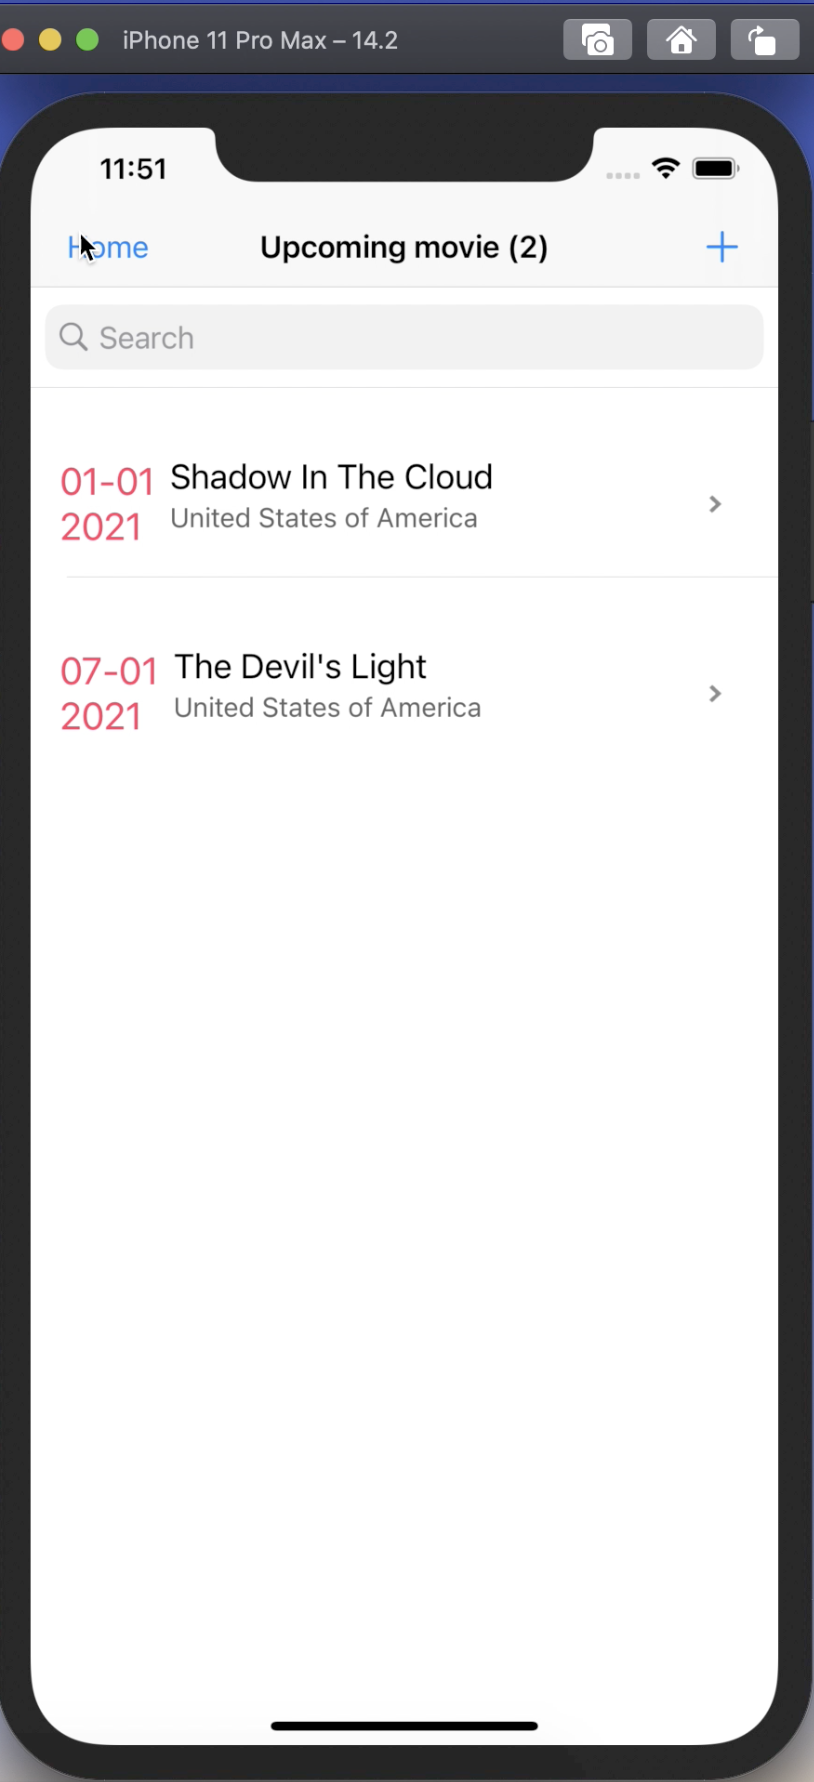 iPhone 11 Pro Max – 14.2
11:51
Home Upcoming movie (2) +
Search
01-01 Shadow In The Cloud
2021 United States of America
07-01 The Devil's Light
2021 United States of America